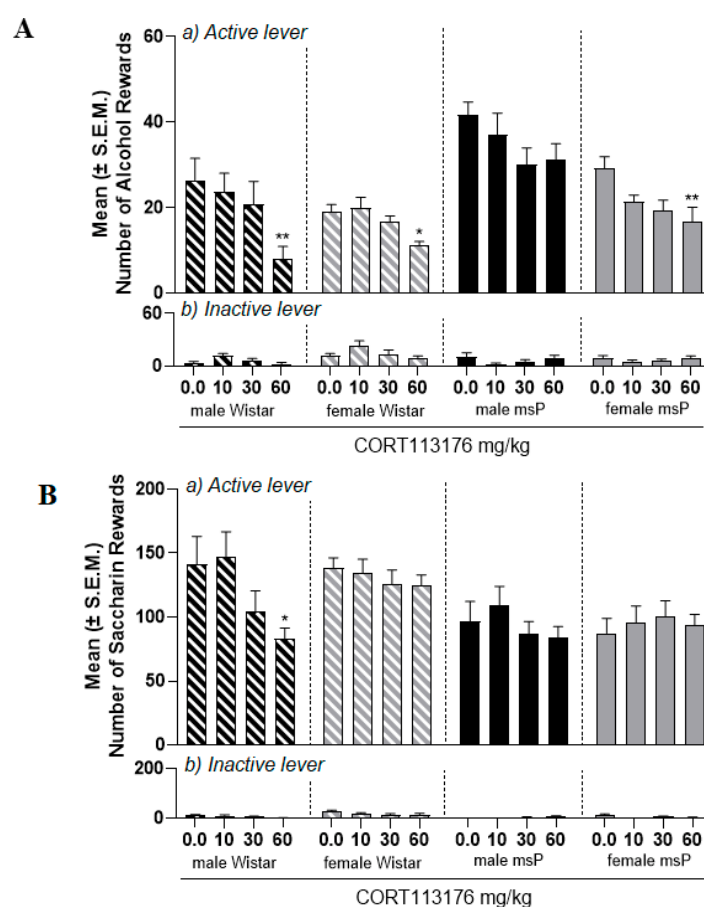 A
a) Active lever
Mean (± S.E.M.)
Number of Alcohol Rewards
60
40
20
0
**
*
**
b) Inactive lever
60
0
0.0 10 30 60 0.0 10 30 60 0.0 10 30 60 0.0 10 30 60
male Wistar female Wistar male msP female msP
CORT113176 mg/kg
B
a) Active lever
Mean (± S.E.M.)
Number of Saccharin Rewards
200
150
100
50
0
*
b) Inactive lever
200
0
0.0 10 30 60 0.0 10 30 60 0.0 10 30 60 0.0 10 30 60
male Wistar female Wistar male msP female msP
CORT113176 mg/kg